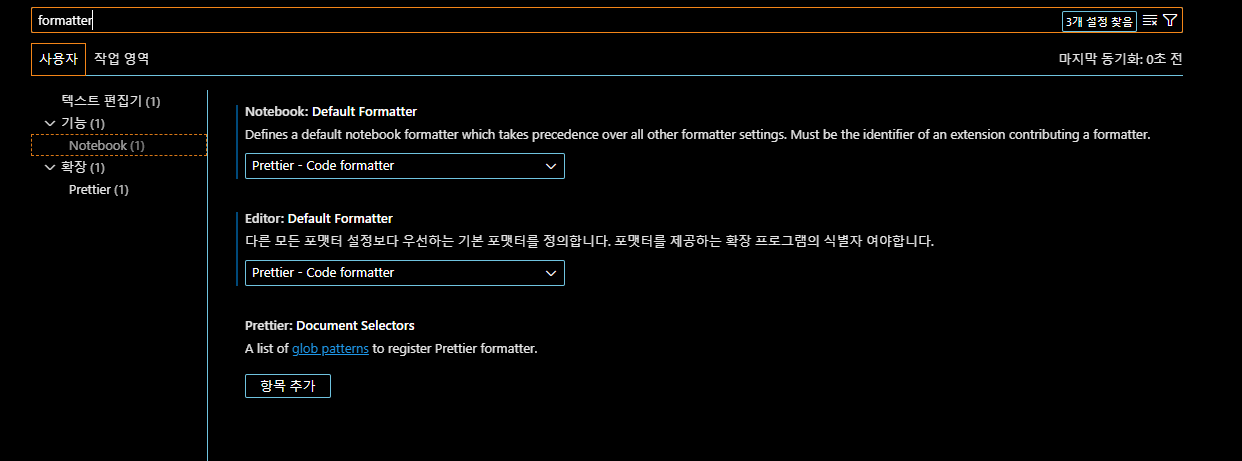 formatter
3개 설정 찾음
사용자 작업 영역
마지막 동기화: 0초 전
텍스트 편집기 (1)
기능 (1)
Notebook (1)
확장 (1)
Prettier (1)
Notebook: Default Formatter
Defines a default notebook formatter which takes precedence over all other formatter settings. Must be the identifier of an extension contributing a formatter.
Prettier - Code formatter
Editor: Default Formatter
다른 모든 포맷터 설정보다 우선하는 기본 포맷터를 정의합니다. 포맷터를 제공하는 확장 프로그램의 식별자 여야합니다.
Prettier - Code formatter
Prettier: Document Selectors
A list of glob patterns to register Prettier formatter.
항목 추가